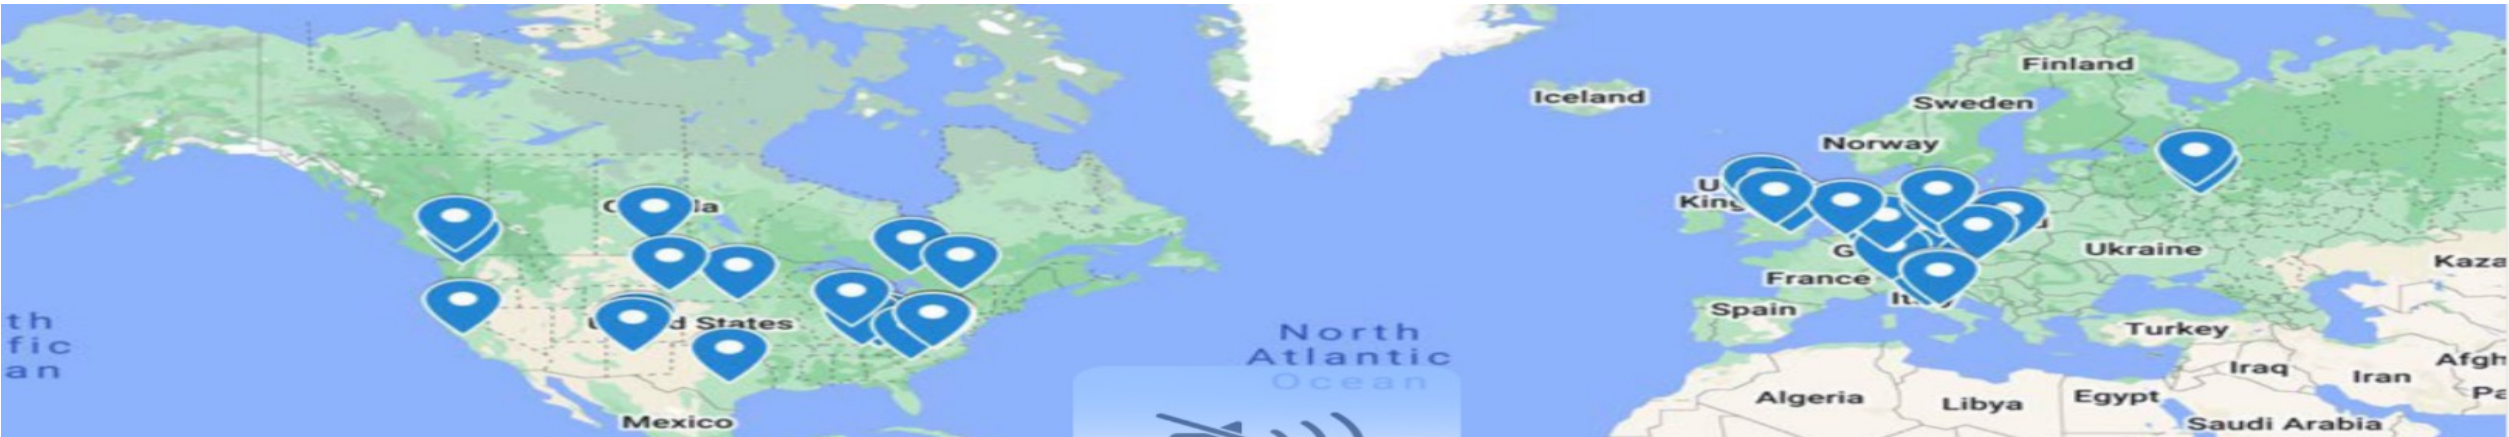 Finland
Iceland
Sweden
Norway
Ukraine
Kaza
France
Spain
th
fic
an
States
North
Atlantic
Ocean
Turkey
Iraq
Iran
Afgh
Algeria
Libya
Egypt
Saudi Arabia
Mexico